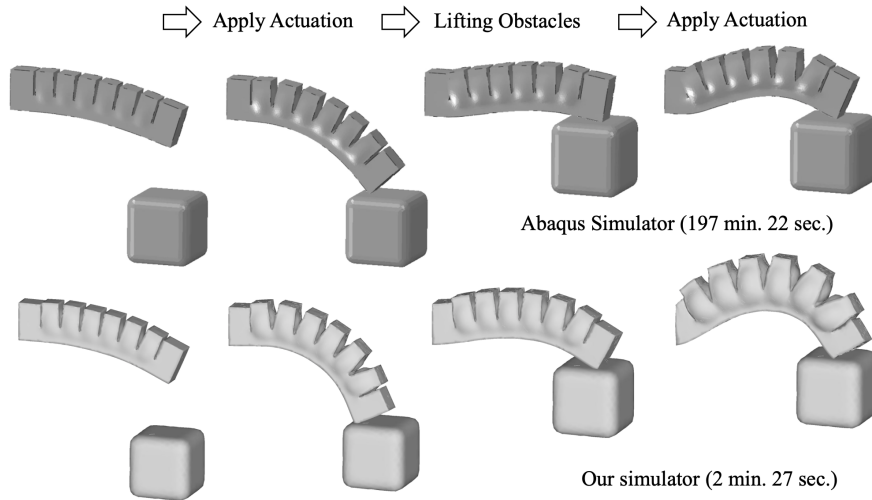 Apply Actuation
Lifting Obstacles
Apply Actuation
Abaqus Simulator (197 min. 22 sec.)
Our simulator (2 min. 27 sec.)